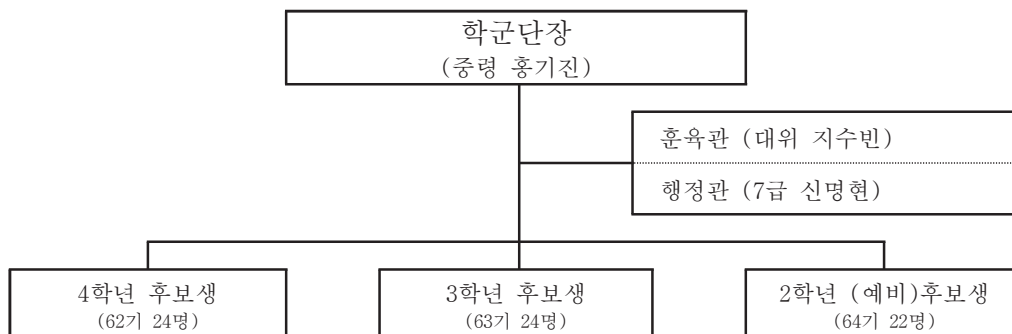 학군단장
(중령 홍기진)
훈육관 (대위 지수빈)
행정관 (7급 신명현)
4학년 후보생
(62기 24명)
3학년 후보생
(63기 24명)
2학년 (예비)후보생
(64기 22명)